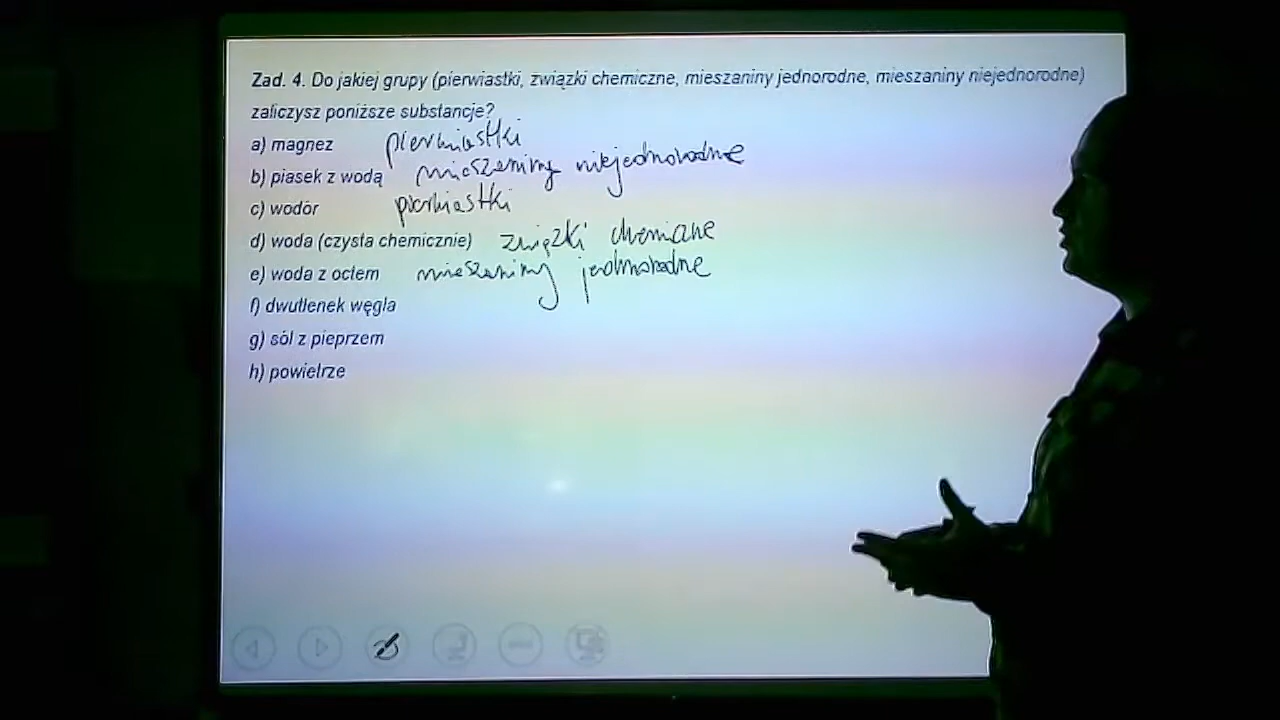 Zad. 4. Do jakiej grupy (pierwiastki, związki chemiczne, mieszaniny jednorodne, mieszaniny niejednorodne)
zaliczysz poniższe substancje?
a) magnez pierwiastki
b) piasek z wodą mieszaniny niejednorodne
c) wodór pierwiastki
d) woda (czysta chemicznie) związki chemiczne
e) woda z octem mieszaniny jednorodne
f) dwutlenek węgla
g) sól z pieprzem
h) powietrze